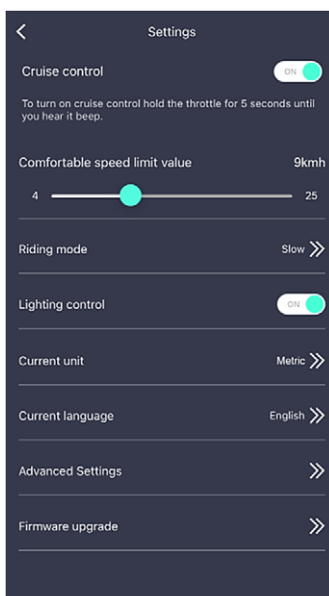 Settings
Cruise control ON
To turn on cruise control hold the throttle for 5 seconds until
you hear it beep.
Comfortable speed limit value 9kmh
4 25
Riding mode Slow
Lighting control ON
Current unit Metric
Current language English
Advanced Settings
Firmware upgrade